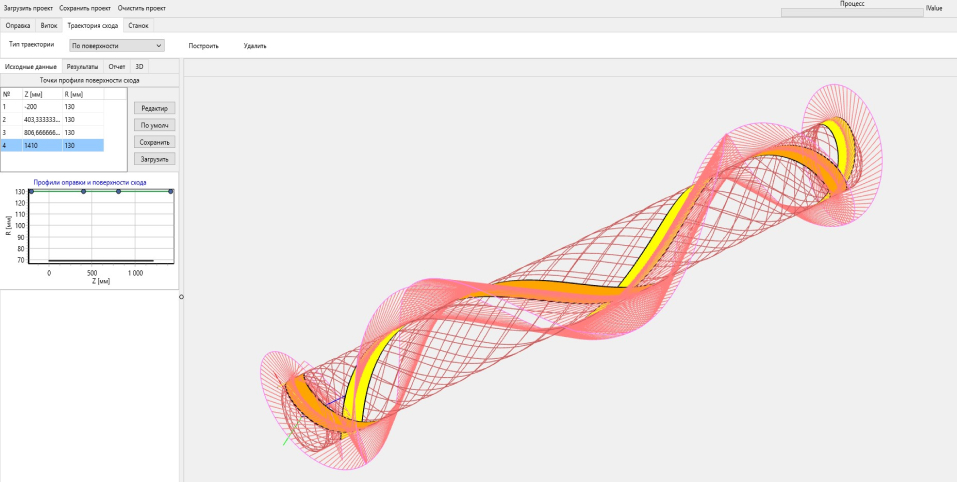 Загрузить проект Сохранить проект Очистить проект
Процесс
IValue
Оправка Виток Траектория схода Станок
Тип траектории По поверхности Построить Удалить
Исходные данные Результаты Отчет 3D
Точки профиля поверхности схода
№ Z [мм] R [мм]
1 -200 130
2 403,333333... 130
3 806,666666... 130
4 1410 130
Редактир
По умолч
Сохранить
Загрузить
Профили оправки и поверхности схода
130
120
110
100
90
80
70
R [мм]
0 500 1 000
Z [мм]